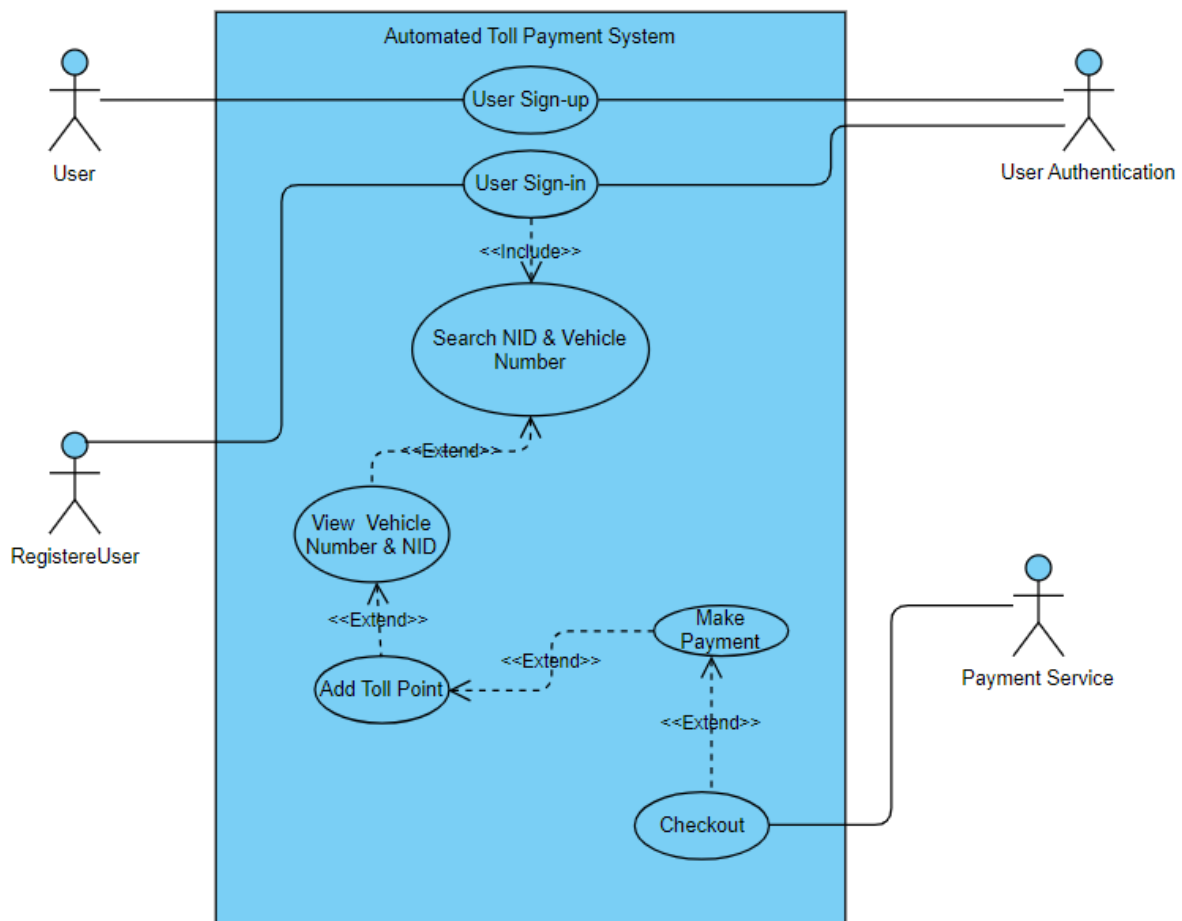 Automated Toll Payment System
User Sign-up
User
User Authentication
User Sign-in
<<Include>>
Search NID & Vehicle
Number
<<Extend>>
View Vehicle
Number & NID
RegistereUser
<<Extend>>
Make
Payment
<<Extend>>
Add Toll Point
Payment Service
<<Extend>>
Checkout